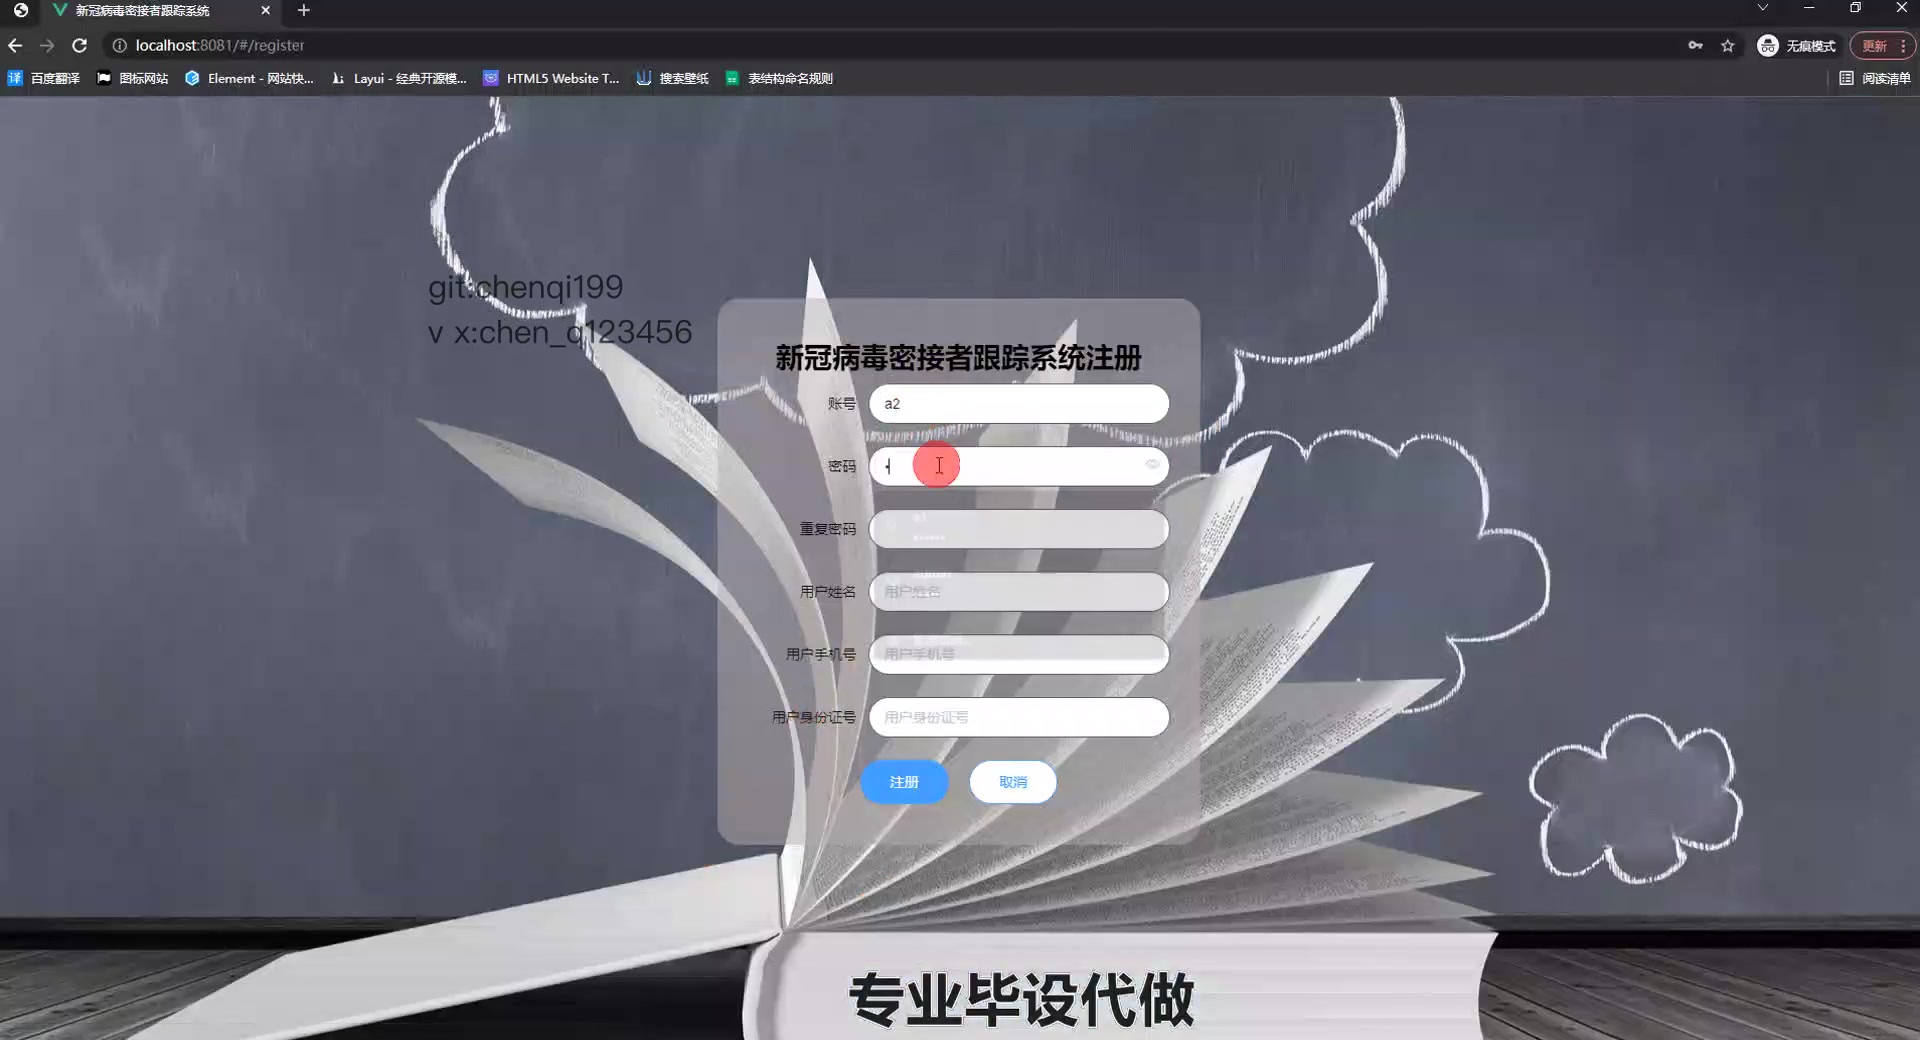 新冠病毒密接者跟踪系统
localhost:8081/#/register
无痕模式
更新
百度翻译
图标网站
Element - 网站快...
Layui - 经典开源模...
HTML5 Website T...
搜索壁纸
表结构命名规则
阅读清单
git:chenqi199
v x:chen_q123456
新冠病毒密接者跟踪系统注册
账号 a2
密码
重复密码
用户姓名 用户姓名
用户手机号 用户手机号
用户身份证号 用户身份证号
注册 取消
专业毕设代做